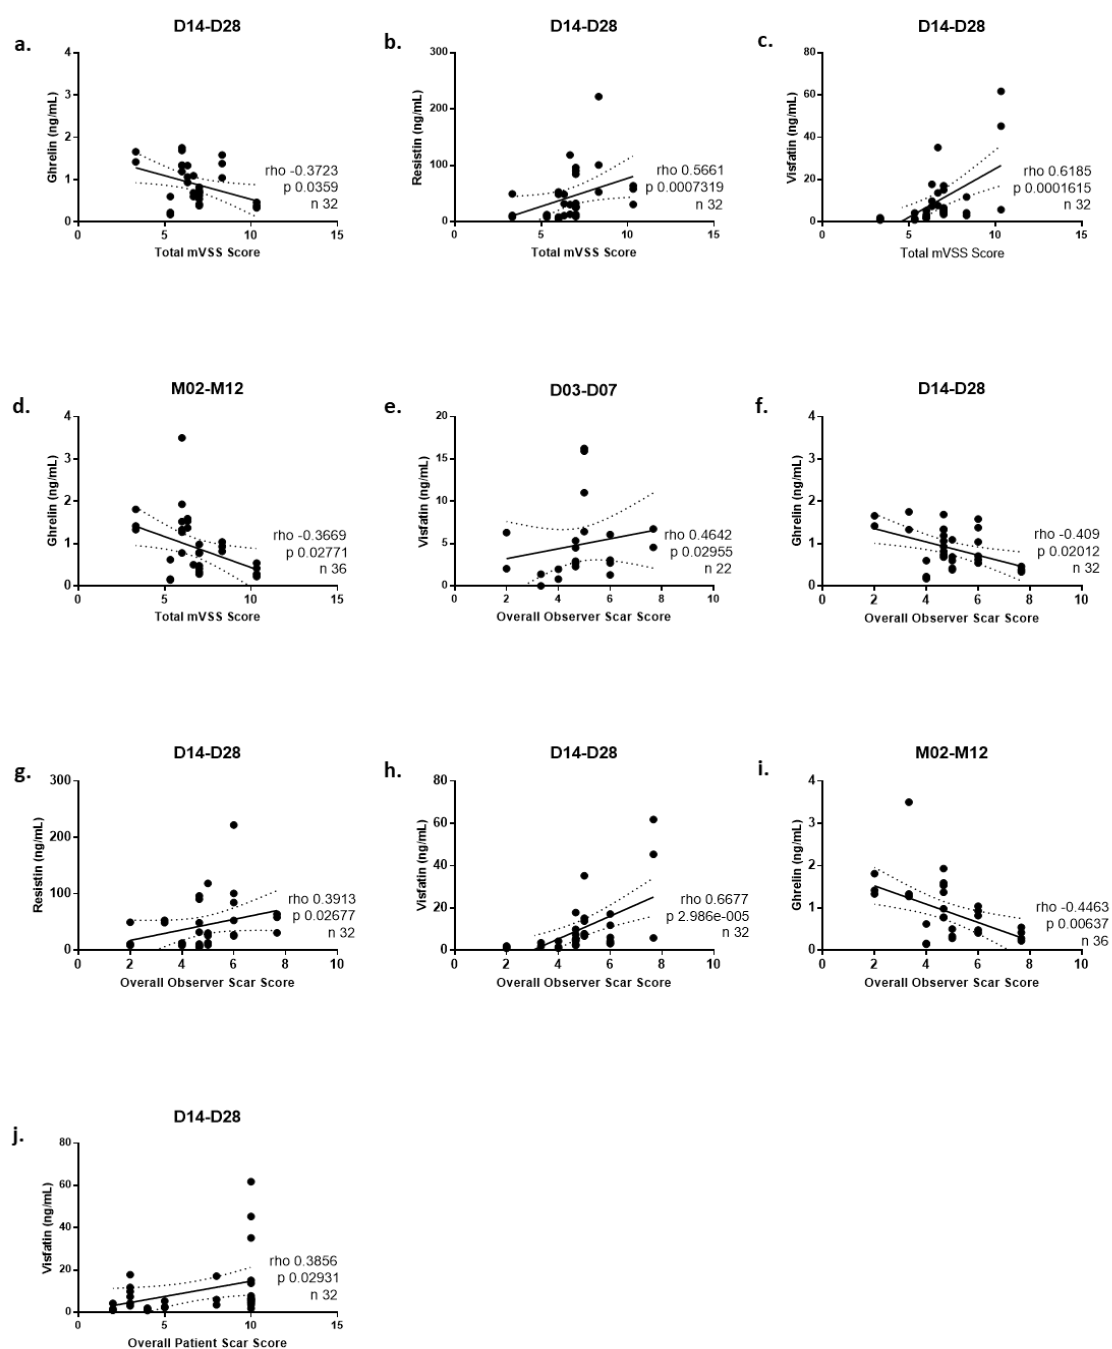 a.
D14-D28
Ghrelin (ng/mL)
4
3
2
1
0
0 5 10 15
Total mVSS Score
rho -0.3723
p 0.0359
n 32
b.
D14-D28
Resistin (ng/mL)
300
200
100
0
5 10 15
Total mVSS Score
rho 0.5661
p 0.0007319
n 32
c.
D14-D28
Visfatin (ng/mL)
80
60
40
20
0
0 5 10 15
Total mVSS Score
rho 0.6185
p 0.0001615
n 32
d.
M02-M12
Ghrelin (ng/mL)
4
3
2
1
0
0 5 10 15
Total mVSS Score
rho -0.3669
p 0.02771
n 36
e.
D03-D07
Visfatin (ng/mL)
20
15
10
5
0
0 2 4 6 8 10
Overall Observer Scar Score
rho 0.4642
p 0.02955
n 22
f.
D14-D28
Ghrelin (ng/mL)
4
3
2
1
0
0 2 4 6 8 10
Overall Observer Scar Score
rho -0.409
p 0.02012
n 32
g.
D14-D28
Resistin (ng/mL)
300
200
100
0
0 2 4 6 8 10
Overall Observer Scar Score
rho 0.3913
p 0.02677
n 32
h.
D14-D28
Visfatin (ng/mL)
80
60
40
20
0
0 2 4 6 8 10
Overall Observer Scar Score
rho 0.6677
p 2.986e-005
n 32
i.
M02-M12
Ghrelin (ng/mL)
4
3
2
1
0
0 2 4 6 8 10
Overall Observer Scar Score
rho -0.4463
p 0.00637
n 36
j.
D14-D28
Visfatin (ng/mL)
80
60
40
20
0
0 5 10 15
Overall Patient Scar Score
rho 0.3856
p 0.02931
n 32